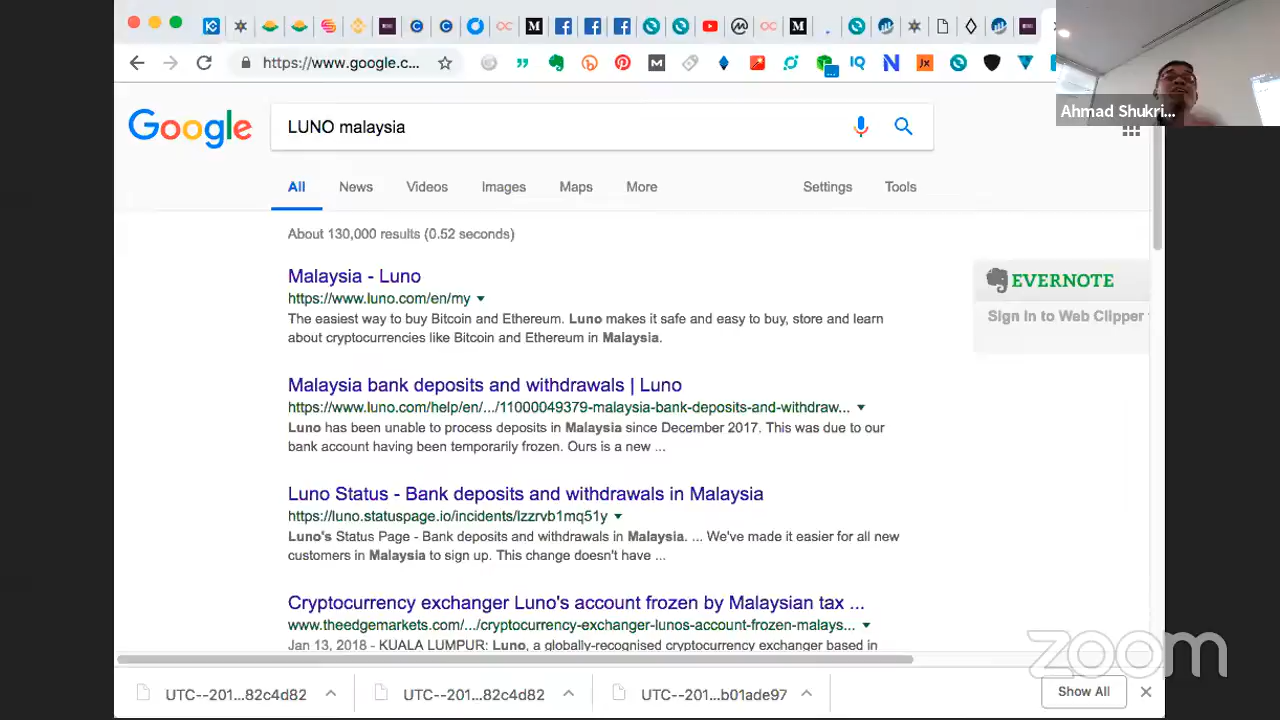 https://www.google.c...
IQ
N
JX
Ahmad Shukri...
Google
LUNO malaysia
All
News
Videos
Images
Maps
More
Settings
Tools
About 130,000 results (0.52 seconds)
Malaysia - Luno
https://www.luno.com/en/my
The easiest way to buy Bitcoin and Ethereum. Luno makes it safe and easy to buy, store and learn
about cryptocurrencies like Bitcoin and Ethereum in Malaysia.
EVERNOTE
Sign in to Web Clipper
Malaysia bank deposits and withdrawals | Luno
https://www.luno.com/help/en/.../11000049379-malaysia-bank-deposits-and-withdraw...
Luno has been unable to process deposits in Malaysia since December 2017. This was due to our
bank account having been temporarily frozen. Ours is a new ...
Luno Status - Bank deposits and withdrawals in Malaysia
https://luno.statuspage.io/incidents/lzzrvb1mq51y
Luno's Status Page - Bank deposits and withdrawals in Malaysia. ... We've made it easier for all new
customers in Malaysia to sign up. This change doesn't have ...
Cryptocurrency exchanger Luno's account frozen by Malaysian tax ...
www.theedgemarkets.com/.../cryptocurrency-exchanger-lunos-account-frozen-malays...
Jan 13, 2018 - KUALA LUMPUR: Luno, a globally-recognised cryptocurrency exchanger based in
zoom
UTC--201...82c4d82
UTC--201...82c4d82
UTC--201...b01ade97
Show All